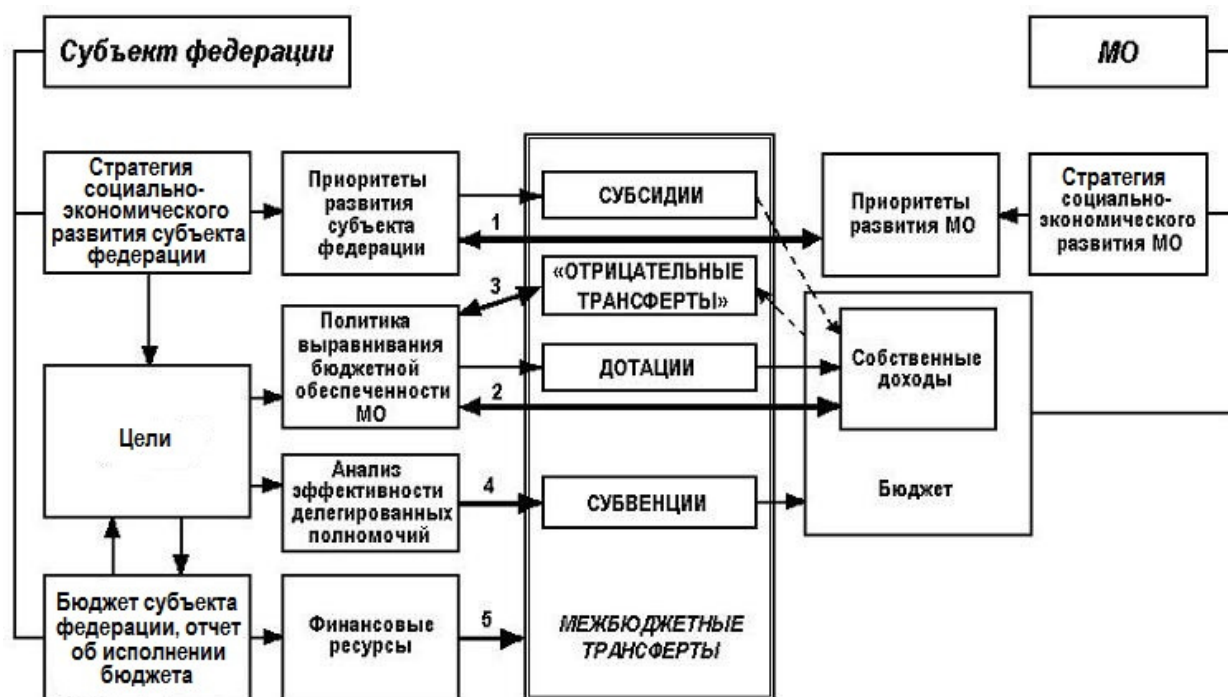 Субъект федерации
МО
Стратегия
социально-
экономического
развития субъекта
федерации
Приоритеты
развития
субъекта
федерации
СУБСИДИИ
Приоритеты
развития МО
Стратегия
социально-
экономического
развития МО
1
3
«ОТРИЦАТЕЛЬНЫЕ
ТРАНСФЕРТЫ»
Политика
выравнивания
бюджетной
обеспеченности
МО
ДОТАЦИИ
Собственные
доходы
2
Цели
Анализ
эффективности
делегированных
полномочий
4
СУБВЕНЦИИ
Бюджет
Бюджет субъекта
федерации, отчет
об исполнении
бюджета
Финансовые
ресурсы
5
МЕЖБЮДЖЕТНЫЕ
ТРАНСФЕРТЫ